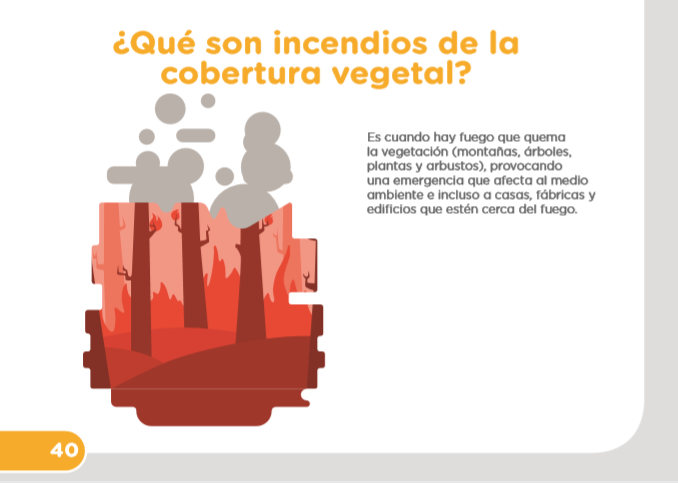 ¿Qué son incendios de la
cobertura vegetal?
Es cuando hay fuego que quema
la vegetación (montañas, árboles,
plantas y arbustos), provocando
una emergencia que afecta al medio
ambiente e incluso a casas, fábricas y
edificios que estén cerca del fuego.
40